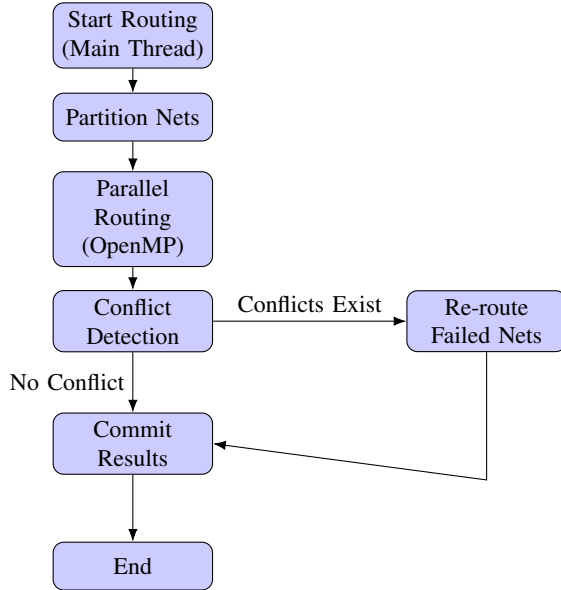 Start Routing
(Main Thread)
Partition Nets
Parallel
Routing
(OpenMP)
Conflict
Detection
Conflicts Exist
Re-route
Failed Nets
No Conflict
Commit
Results
End